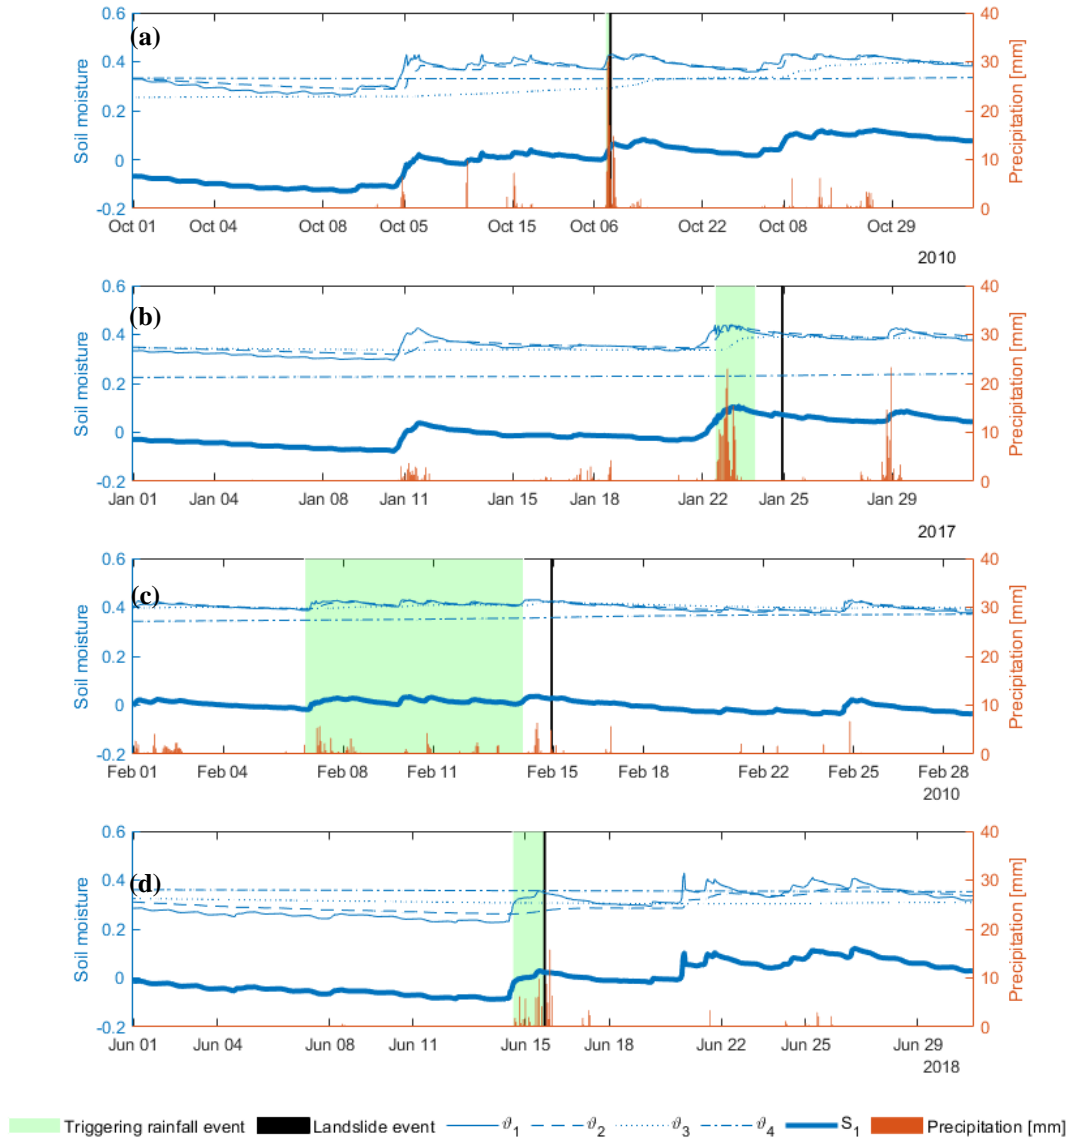 (a)
Soil moisture
0.6
0.4
0.2
0
-0.2
40
30
20
10
0
Precipitation [mm]
Oct 01 Oct 04 Oct 08 Oct 05 Oct 15 Oct 06 Oct 22 Oct 08 Oct 29
2010
(b)
Soil moisture
0.6
0.4
0.2
0
-0.2
40
30
20
10
0
Precipitation [mm]
Jan 01 Jan 04 Jan 08 Jan 11 Jan 15 Jan 18 Jan 22 Jan 25 Jan 29
2017
(c)
Soil moisture
0.6
0.4
0.2
0
-0.2
40
30
20
10
0
Precipitation [mm]
Feb 01 Feb 04 Feb 08 Feb 11 Feb 15 Feb 18 Feb 22 Feb 25 Feb 28
2010
(d)
Soil moisture
0.6
0.4
0.2
0
-0.2
40
30
20
10
0
Precipitation [mm]
Jun 01 Jun 04 Jun 08 Jun 11 Jun 15 Jun 18 Jun 22 Jun 25 Jun 29
2018
Triggering rainfall event Landslide event ϑ1 ϑ2 ϑ3 ϑ4 S1 Precipitation [mm]